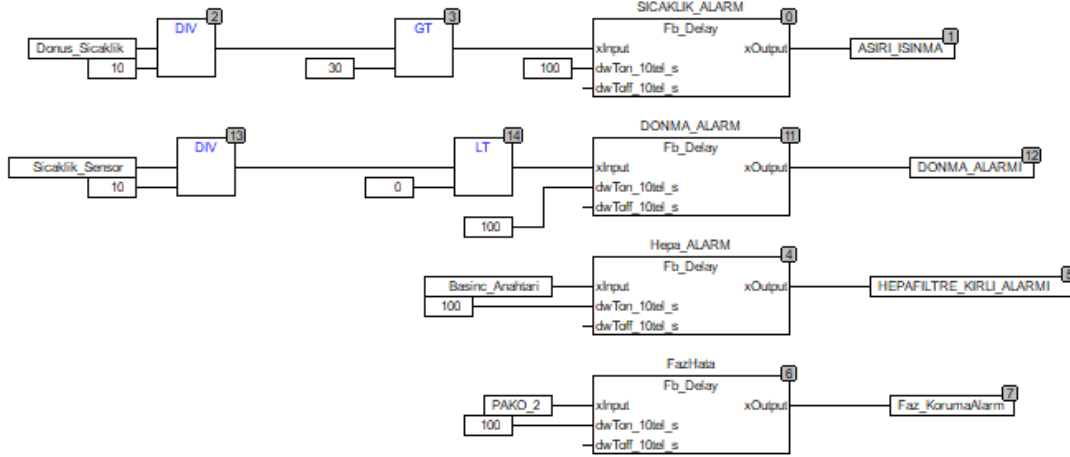 SICAKLIK_ALARM
DIV 2
GT 3
Fb_Delay 0
Donus_Sicaklik
xInput xOutput
ASIRI_ISINMA 1
10
30
100
dwTon_10tel_s
dwToff_10tel_s
DONMA_ALARM
DIV 13
LT 14
Fb_Delay 11
Sicaklik_Sensor
xInput xOutput
DONMA_ALARMI 12
10
0
dwTon_10tel_s
dwToff_10tel_s
100
Hepa_ALARM
Fb_Delay 4
Basinc_Anahtari
xInput xOutput
HEPAFILTRE_KIRLI_ALARMI 5
100
dwTon_10tel_s
dwToff_10tel_s
FazHata
Fb_Delay 6
PAKO_2
xInput xOutput
Faz_KorumaAlarm 7
100
dwTon_10tel_s
dwToff_10tel_s